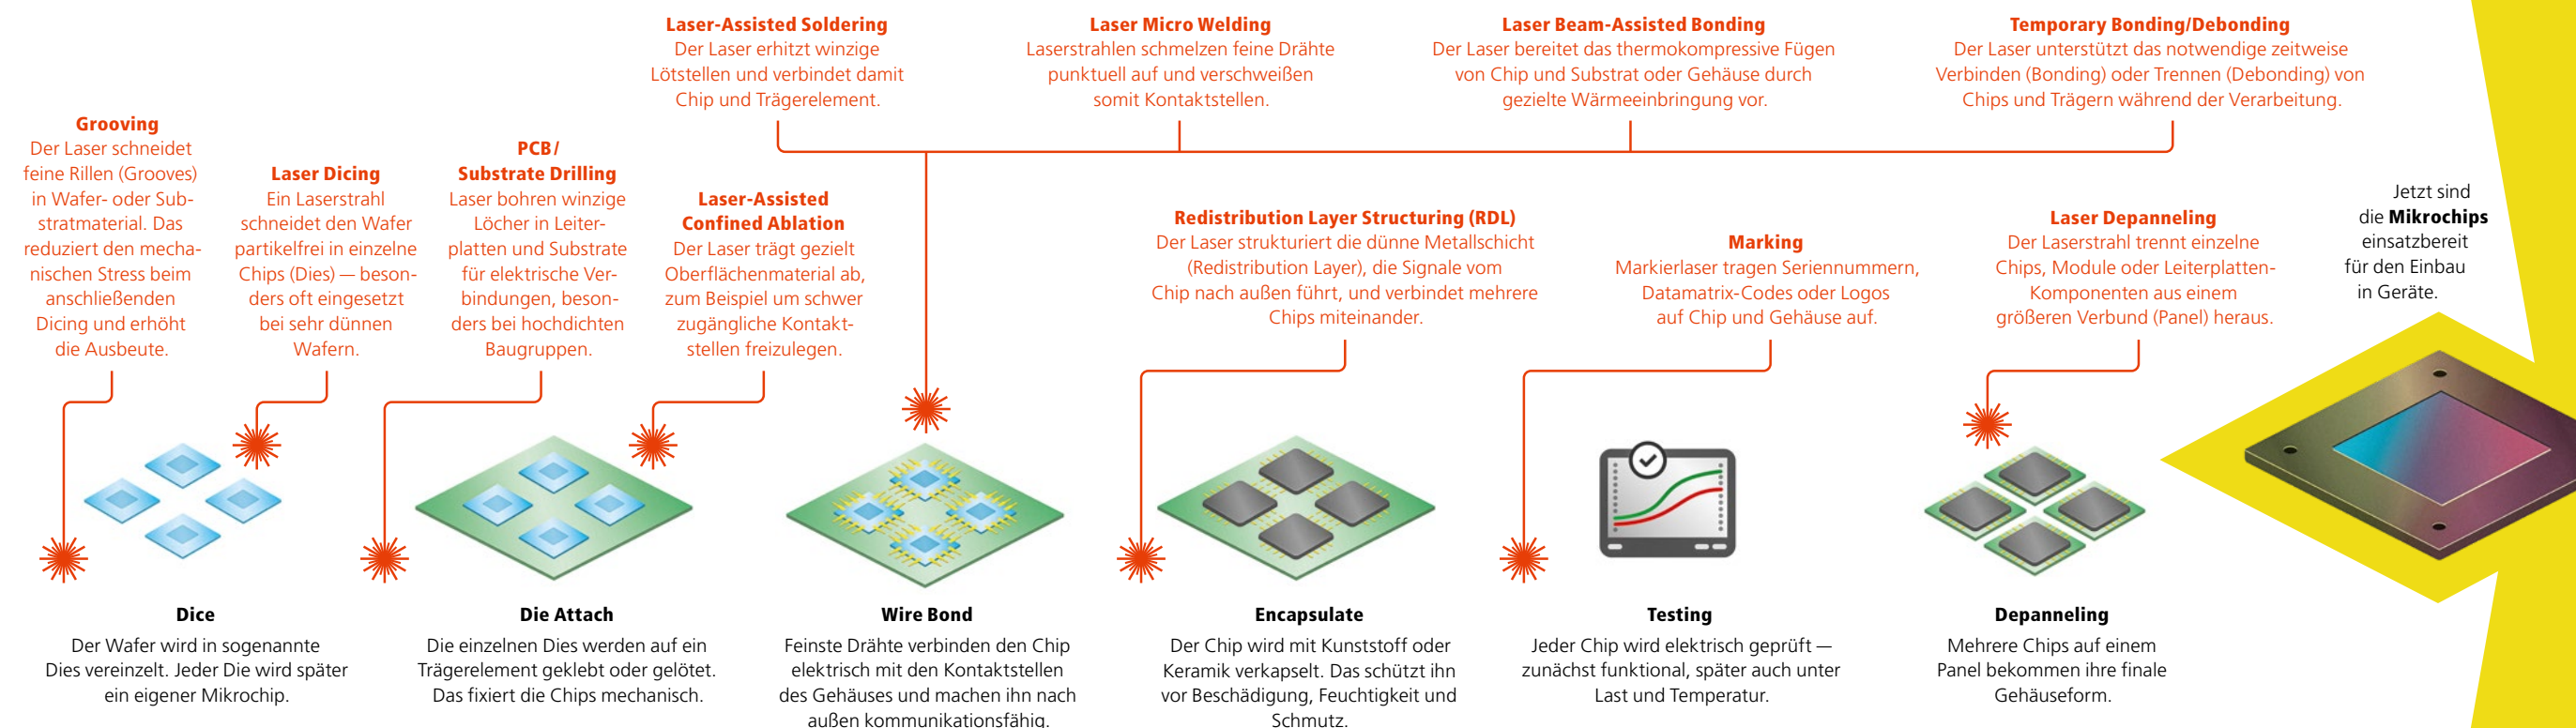 Laser-Assisted Soldering
Der Laser erhitzt winzige
Lötstellen und verbindet damit
Chip und Trägerelement.
Laser Micro Welding
Laserstrahlen schmelzen feine Drähte
punktuell auf und verschweißen
somit Kontaktstellen.
Laser Beam-Assisted Bonding
Der Laser bereitet das thermokompressive Fügen
von Chip und Substrat oder Gehäuse durch
gezielte Wärmeeinbringung vor.
Temporary Bonding/Debonding
Der Laser unterstützt das notwendige zeitweise
Verbinden (Bonding) oder Trennen (Debonding) von
Chips und Trägern während der Verarbeitung.
Grooving
Der Laser schneidet
feine Rillen (Grooves)
in Wafer- oder Sub-
stratmaterial. Das
reduziert den mecha-
nischen Stress beim
anschließenden
Dicing und erhöht
die Ausbeute.
Laser Dicing
Ein Laserstrahl
schneidet den Wafer
partikelfrei in einzelne
Chips (Dies) — beson-
ders oft eingesetzt
bei sehr dünnen
Wafern.
PCB/
Substrate Drilling
Laser bohren winzige
Löcher in Leiter-
platten und Substrate
für elektrische Ver-
bindungen, beson-
ders bei hochdichten
Baugruppen.
Laser-Assisted
Confined Ablation
Der Laser trägt gezielt
Oberflächenmaterial ab,
zum Beispiel um schwer
zugängliche Kontakt-
stellen freizulegen.
Redistribution Layer Structuring (RDL)
Der Laser strukturiert die dünne Metallschicht
(Redistribution Layer), die Signale vom
Chip nach außen führt, und verbindet mehrere
Chips miteinander.
Marking
Markierlaser tragen Seriennummern,
Datamatrix-Codes oder Logos
auf Chip und Gehäuse auf.
Laser Depanneling
Der Laserstrahl trennt einzelne
Chips, Module oder Leiterplatten-
Komponenten aus einem
größeren Verbund (Panel) heraus.
Jetzt sind
die Mikrochips
einsatzbereit
für den Einbau
in Geräte.
Dice
Der Wafer wird in sogenannte
Dies vereinzelt. Jeder Die wird später
ein eigener Mikrochip.
Die Attach
Die einzelnen Dies werden auf ein
Trägerelement geklebt oder gelötet.
Das fixiert die Chips mechanisch.
Wire Bond
Feinste Drähte verbinden den Chip
elektrisch mit den Kontaktstellen
des Gehäuses und machen ihn nach
außen kommunikationsfähig.
Encapsulate
Der Chip wird mit Kunststoff oder
Keramik verkapselt. Das schützt ihn
vor Beschädigung, Feuchtigkeit und
Schmutz.
Testing
Jeder Chip wird elektrisch geprüft —
zunächst funktional, später auch unter
Last und Temperatur.
Depanneling
Mehrere Chips auf einem
Panel bekommen ihre finale
Gehäuseform.